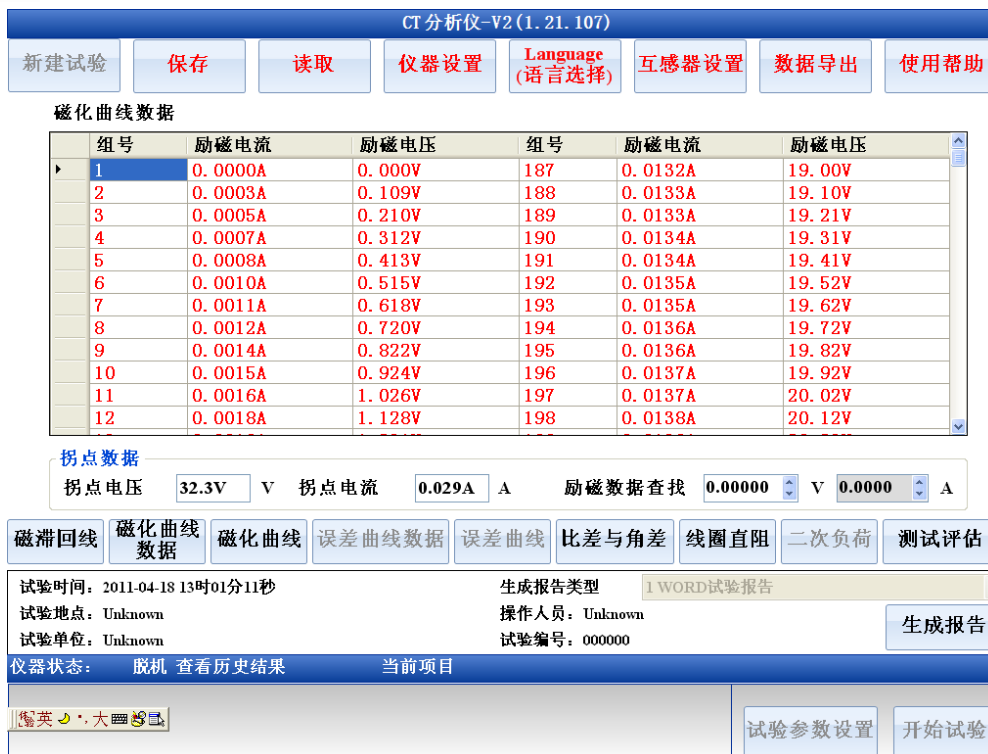 CT分析仪-V2(1.21.107)
新建试验 保存 读取 仪器设置 Language (语言选择) 互感器设置 数据导出 使用帮助
磁化曲线数据
组号 励磁电流 励磁电压 组号 励磁电流 励磁电压
1 0.0000A 0.000V 187 0.0132A 19.00V
2 0.0003A 0.109V 188 0.0133A 19.10V
3 0.0005A 0.210V 189 0.0133A 19.21V
4 0.0007A 0.312V 190 0.0134A 19.31V
5 0.0008A 0.413V 191 0.0134A 19.41V
6 0.0010A 0.515V 192 0.0135A 19.52V
7 0.0011A 0.618V 193 0.0135A 19.62V
8 0.0012A 0.720V 194 0.0136A 19.72V
9 0.0014A 0.822V 195 0.0136A 19.82V
10 0.0015A 0.924V 196 0.0137A 19.92V
11 0.0016A 1.026V 197 0.0137A 20.02V
12 0.0018A 1.128V 198 0.0138A 20.12V
拐点数据
拐点电压 32.3V V 拐点电流 0.029A A 励磁数据查找 0.00000 V 0.0000 A
磁滞回线 磁化曲线数据 磁化曲线 误差曲线数据 误差曲线 比差与角差 线圈直阻 二次负荷 测试评估
试验时间：2011-04-18 13时01分11秒 生成报告类型 1 WORD试验报告
试验地点：Unknown 操作人员：Unknown
试验单位：Unknown 试验编号：000000 生成报告
仪器状态： 脱机 查看历史结果 当前项目
英 大
试验参数设置 开始试验